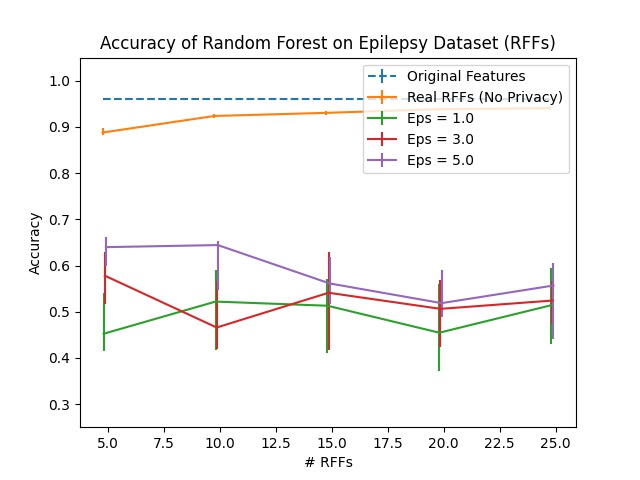 Accuracy of Random Forest on Epilepsy Dataset (RFFs)
Original Features
Real RFFs (No Privacy)
Eps = 1.0
Eps = 3.0
Eps = 5.0
Accuracy
1.0
0.9
0.8
0.7
0.6
0.5
0.4
0.3
5.0 7.5 10.0 12.5 15.0 17.5 20.0 22.5 25.0
# RFFs